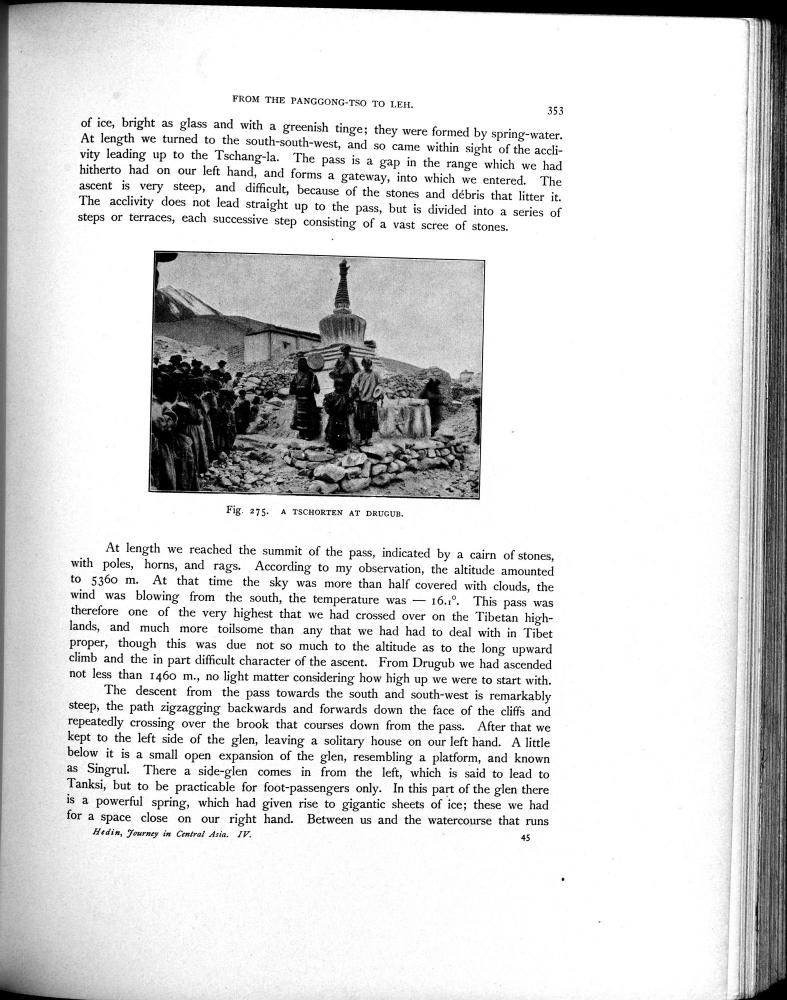 FROM THE PANGGONG-TSO TO LEH.
353
of ice, bright as glass and with a greenish tinge; they were formed by spring-water.
At length we turned to the south-south-west, and so came within sight of the accli-
vity leading up to the Tschang-la. The pass is a gap in the range which we had
hitherto had on our left hand, and forms a gateway, into which we entered. The
ascent is very steep, and difficult, because of the stones and débris that litter it.
The acclivity does not lead straight up to the pass, but is divided into a series of
steps or terraces, each successive step consisting of a vast scree of stones.
Fig. 275. A TSCHORTEN AT DRUGUB.
At length we reached the summit of the pass, indicated by a cairn of stones,
with poles, horns, and rags. According to my observation, the altitude amounted
to 5360 m. At that time the sky was more than half covered with clouds, the
wind was blowing from the south, the temperature was — 16.1°. This pass was
therefore one of the very highest that we had crossed over on the Tibetan high-
lands, and much more toilsome than any that we had had to deal with in Tibet
proper, though this was due not so much to the altitude as to the long upward
climb and the in part difficult character of the ascent. From Drugub we had ascended
not less than 1460 m., no light matter considering how high up we were to start with.
The descent from the pass towards the south and south-west is remarkably
steep, the path zigzagging backwards and forwards down the face of the cliffs and
repeatedly crossing over the brook that courses down from the pass. After that we
kept to the left side of the glen, leaving a solitary house on our left hand. A little
below it is a small open expansion of the glen, resembling a platform, and known
as Singrul. There a side-glen comes in from the left, which is said to lead to
Tanksi, but to be practicable for foot-passengers only. In this part of the glen there
is a powerful spring, which had given rise to gigantic sheets of ice; these we had
for a space close on our right hand. Between us and the watercourse that runs
Hedin, Journey in Central Asia. IV.
45